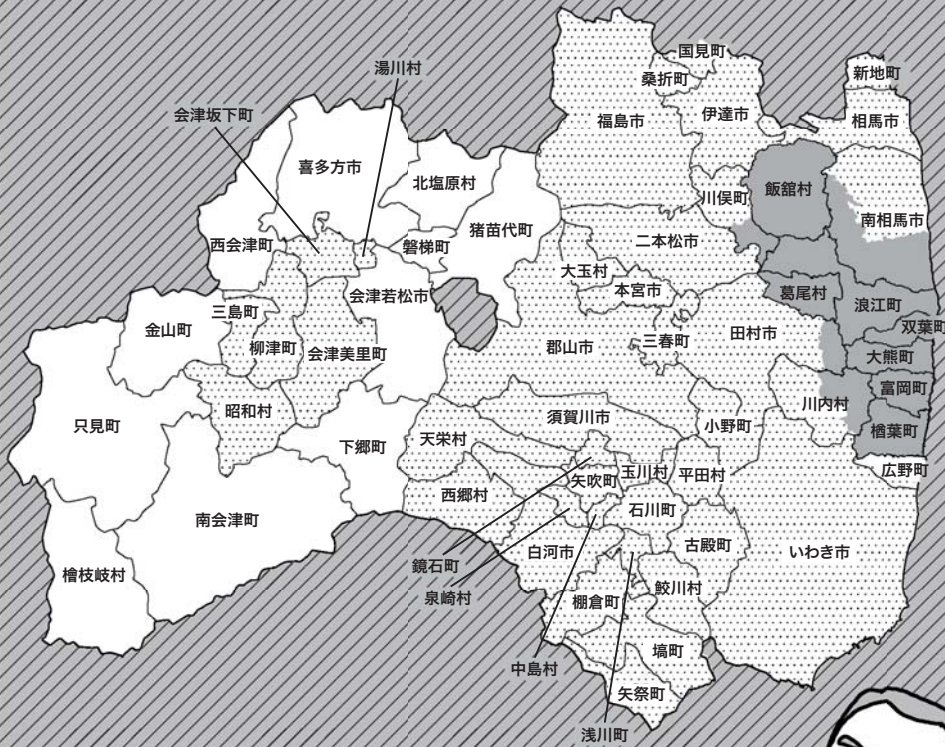 国見町
桑折町
新地町
伊達市
福島市
相馬市
湯川村
会津坂下町
喜多方市
北塩原村
飯舘村
川俣町
南相馬市
西会津町
磐梯町
猪苗代町
二本松市
大玉村
本宮市
会津若松市
葛尾村
浪江町
双葉町
三島町
金山町
柳津町
会津美里町
郡山市
三春町
田村市
大熊町
富岡町
川内村
楢葉町
広野町
昭和村
只見町
下郷町
天栄村
須賀川市
小野町
玉川村
平田村
矢吹町
西郷村
石川町
南会津町
古殿町
いわき市
白河市
鏡石町
泉崎村
檜枝岐村
鮫川村
棚倉町
中島村
塙町
矢祭町
浅川町